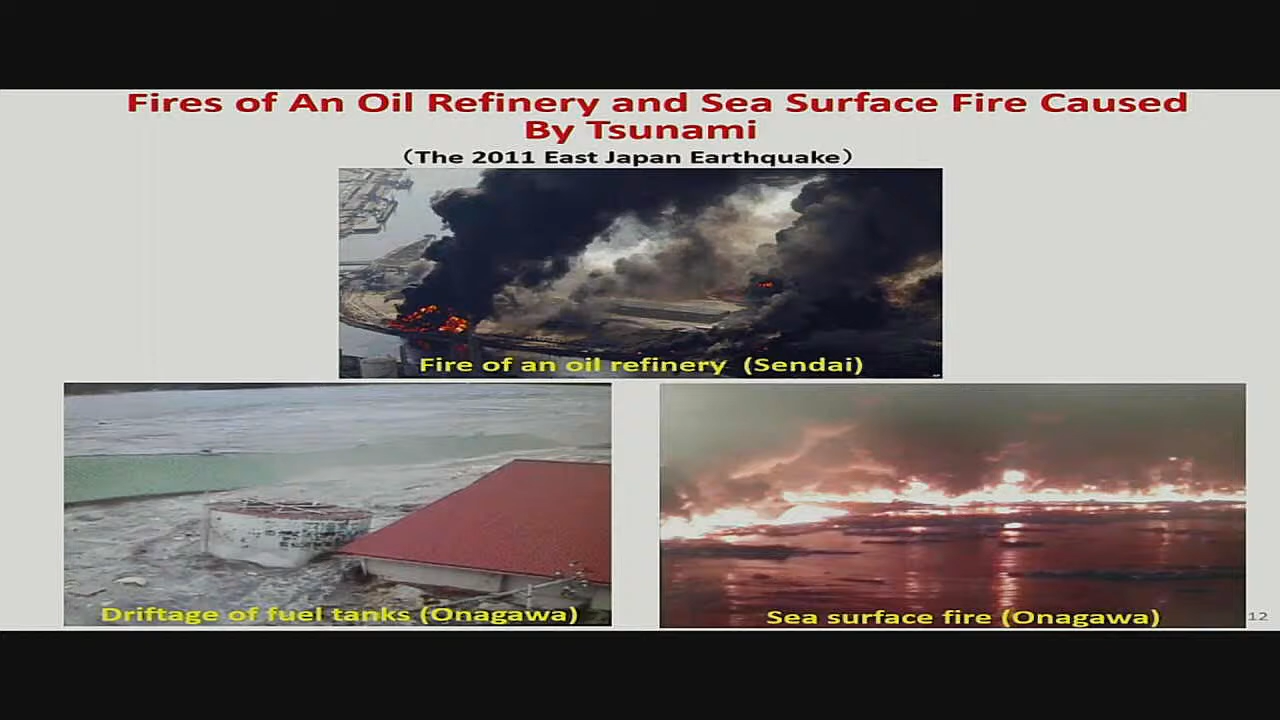 Fires of An Oil Refinery and Sea Surface Fire Caused
By Tsunami
(The 2011 East Japan Earthquake)
Fire of an oil refinery (Sendai)
Driftage of fuel tanks (Onagawa)
Sea surface fire (Onagawa)
12